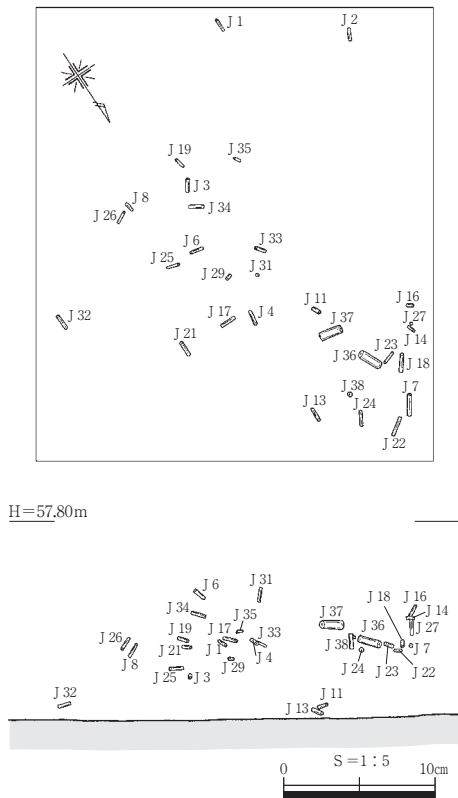 J 1
J 2
J 19
J 35
J 3
J 8
J 26
J 34
J 6
J 33
J 25
J 29
J 31
J 32
J 17
J 4
J 11
J 16
J 27
J 37
J 14
J 21
J 36
J 23
J 18
J 38
J 7
J 13
J 24
J 22
H=57.80m
J 6
J 31
J 18
J 16
J 34
J 35
J 37
J 14
J 19
J 17
J 36
J 27
J 26
J 33
J 21
J 1
J 38
J 7
J 8
J 4
J 29
J 24
J 22
J 25
J 3
J 23
J 32
J 11
J 13
S=1：5
0
10cm